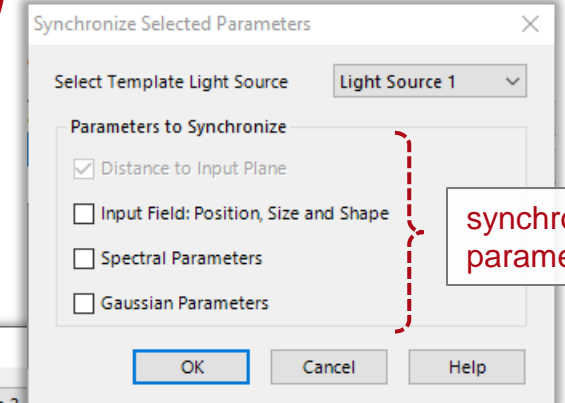 Synchronize Selected Parameters
Select Template Light Source Light Source 1
Parameters to Synchronize
Distance to Input Plane
Input Field: Position, Size and Shape
Spectral Parameters
Gaussian Parameters
OK Cancel Help